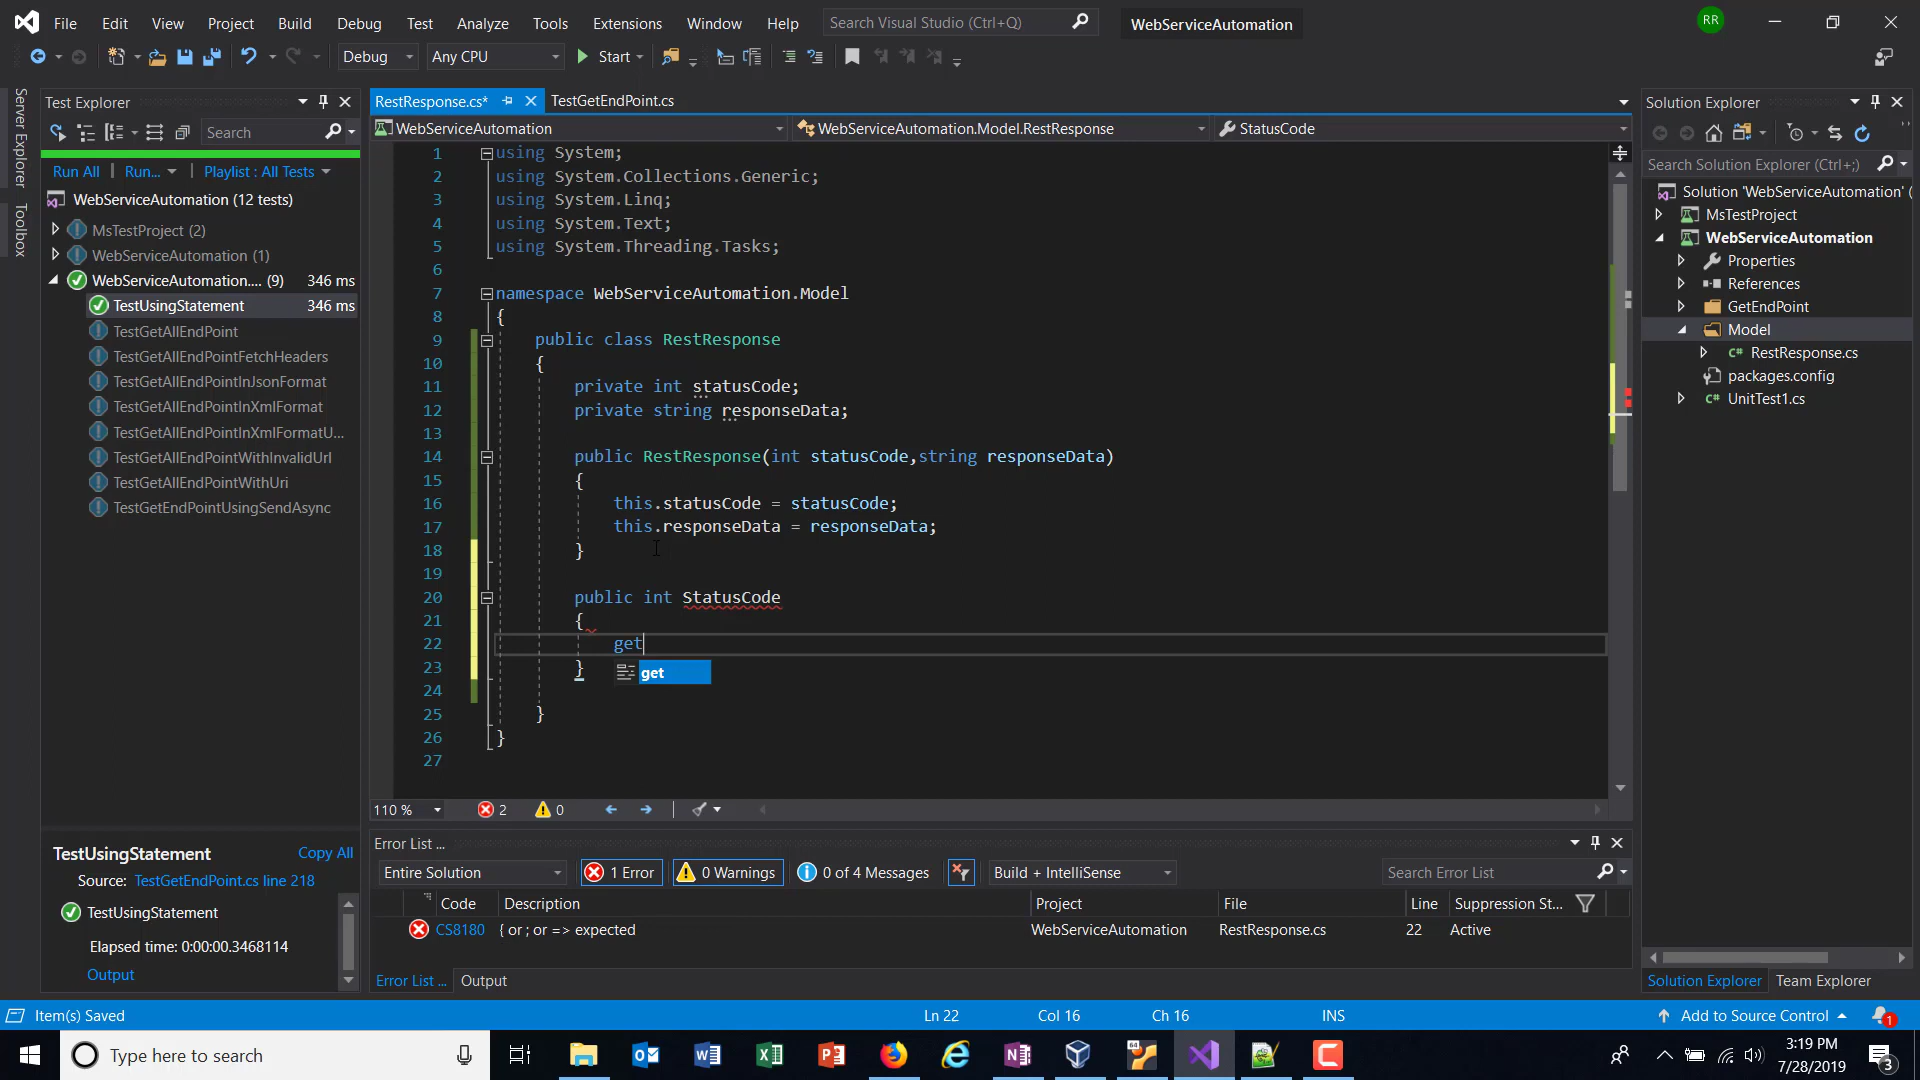 File Edit View Project Build Debug Test Analyze Tools Extensions Window Help Search Visual Studio (Ctrl+Q) WebServiceAutomation RR
Debug Any CPU Start
Server Explorer
Toolbox
Test Explorer
Search
Run All Run... Playlist : All Tests
WebServiceAutomation (12 tests)
MsTestProject (2)
WebServiceAutomation (1)
WebServiceAutomation.... (9) 346 ms
TestUsingStatement 346 ms
TestGetAllEndPoint
TestGetAllEndPointFetchHeaders
TestGetAllEndPointInJsonFormat
TestGetAllEndPointInXmlFormat
TestGetAllEndPointInXmlFormatU...
TestGetAllEndPointWithInvalidUrl
TestGetAllEndPointWithUri
TestGetEndPointUsingSendAsync
TestUsingStatement Copy All
Source: TestGetEndPoint.cs line 218
TestUsingStatement
Elapsed time: 0:00:00.3468114
Output
RestResponse.cs* TestGetEndPoint.cs
WebServiceAutomation WebServiceAutomation.Model.RestResponse StatusCode
1 using System;
2 using System.Collections.Generic;
3 using System.Linq;
4 using System.Text;
5 using System.Threading.Tasks;
6
7 namespace WebServiceAutomation.Model
8 {
9 public class RestResponse
10 {
11 private int statusCode;
12 private string responseData;
13
14 public RestResponse(int statusCode,string responseData)
15 {
16 this.statusCode = statusCode;
17 this.responseData = responseData;
18 }
19
20 public int StatusCode
21 {
22 get
23 } get
24
25 }
26 }
27
110 % 2 0
Error List ...
Entire Solution 1 Error 0 Warnings 0 of 4 Messages Build + IntelliSense Search Error List
Code Description Project File Line Suppression St...
CS8180 { or ; or => expected WebServiceAutomation RestResponse.cs 22 Active
Error List ... Output
Solution Explorer
Search Solution Explorer (Ctrl+;)
Solution 'WebServiceAutomation' (
MsTestProject
WebServiceAutomation
Properties
References
GetEndPoint
Model
C# RestResponse.cs
packages.config
C# UnitTest1.cs
Solution Explorer Team Explorer
Item(s) Saved Ln 22 Col 16 Ch 16 INS Add to Source Control 1
Type here to search 3:19 PM
7/28/2019 3